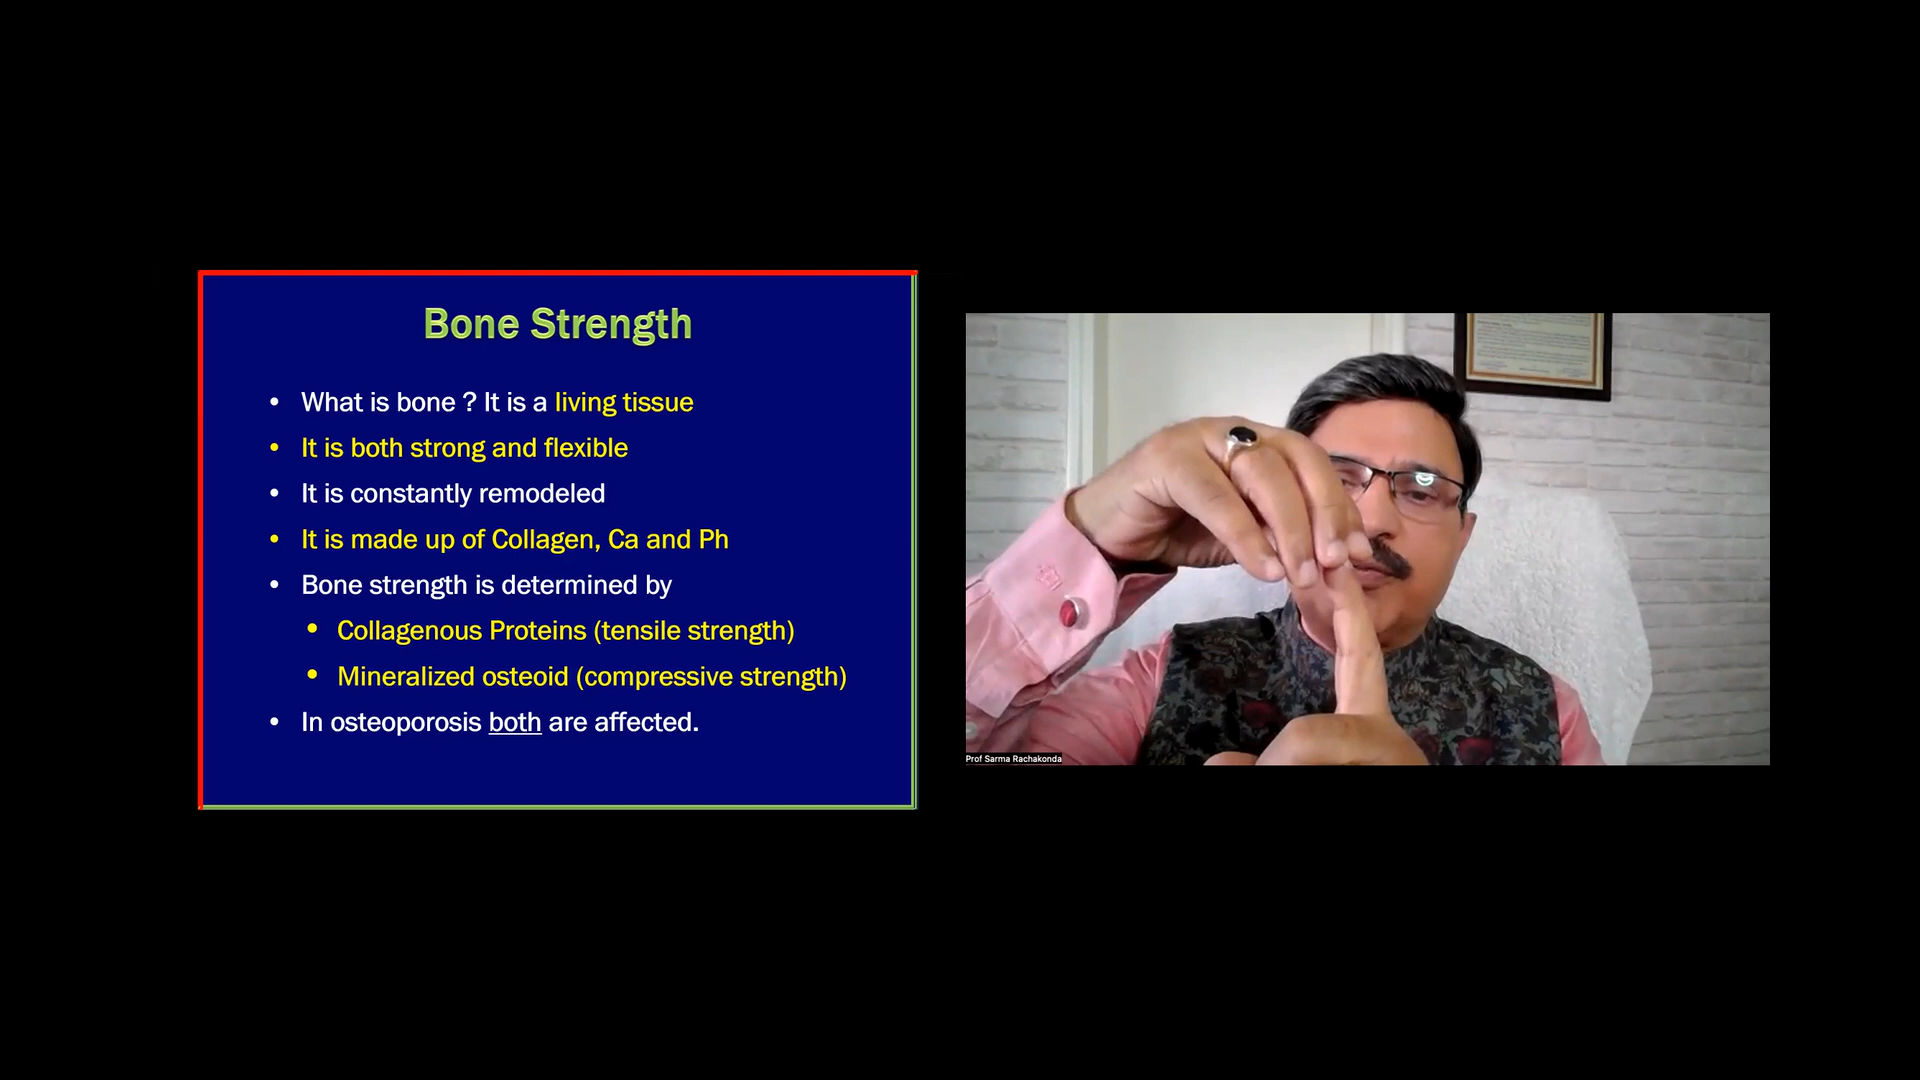 Bone Strength
• What is bone ? It is a living tissue
• It is both strong and flexible
• It is constantly remodeled
• It is made up of Collagen, Ca and Ph
• Bone strength is determined by
• Collagenous Proteins (tensile strength)
• Mineralized osteoid (compressive strength)
• In osteoporosis both are affected.
Prof Sarma Rachakonda